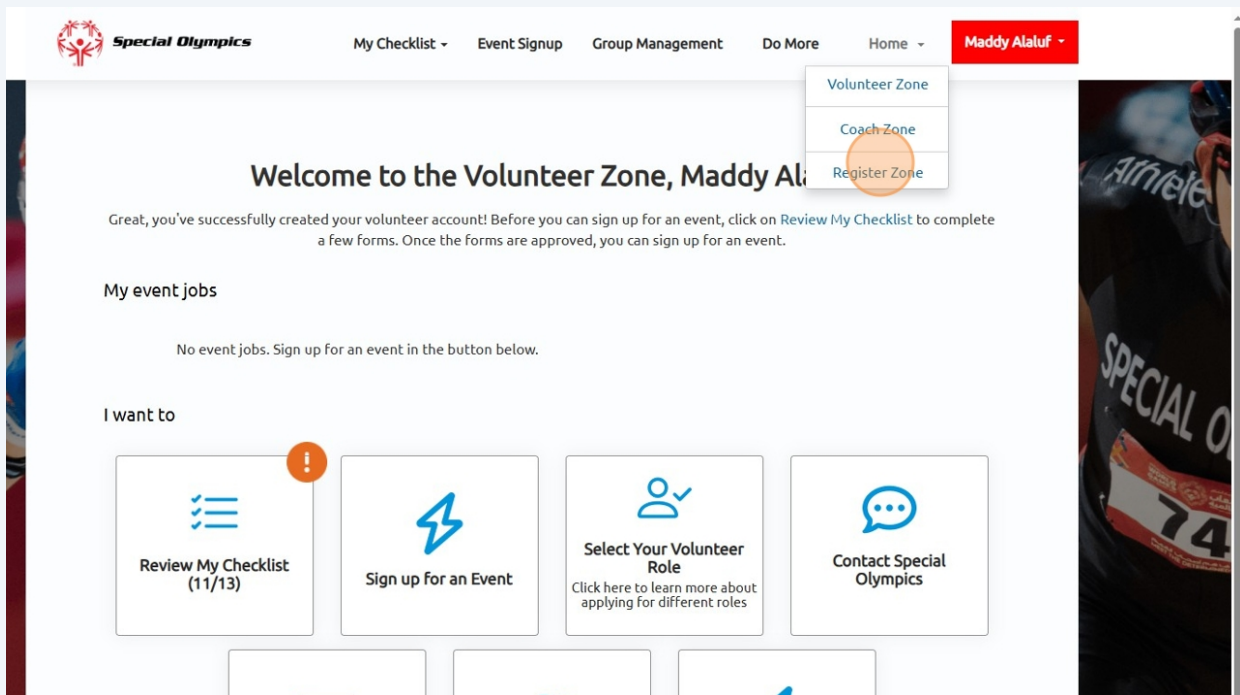 Special Olympics
My Checklist
Event Signup
Group Management
Do More
Home
Maddy Alaluf
Volunteer Zone
Coach Zone
Register Zone
Welcome to the Volunteer Zone, Maddy Al
Great, you've successfully created your volunteer account! Before you can sign up for an event, click on Review My Checklist to complete
a few forms. Once the forms are approved, you can sign up for an event.
My event jobs
No event jobs. Sign up for an event in the button below.
I want to
!
Review My Checklist
(11/13)
Sign up for an Event
Select Your Volunteer
Role
Click here to learn more about
applying for different roles
Contact Special
Olympics
Athlete
SPECIAL O
74